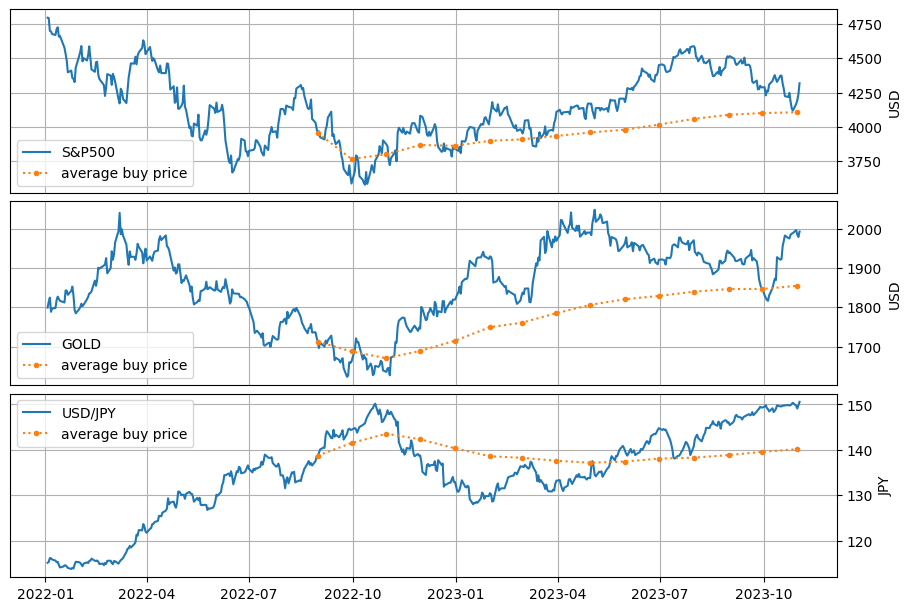 4750
4500
4250
4000
3750
USD
S&P500
average buy price
2000
1900
1800
1700
USD
GOLD
average buy price
150
140
130
120
JPY
USD/JPY
average buy price
2022-01 2022-04 2022-07 2022-10 2023-01 2023-04 2023-07 2023-10